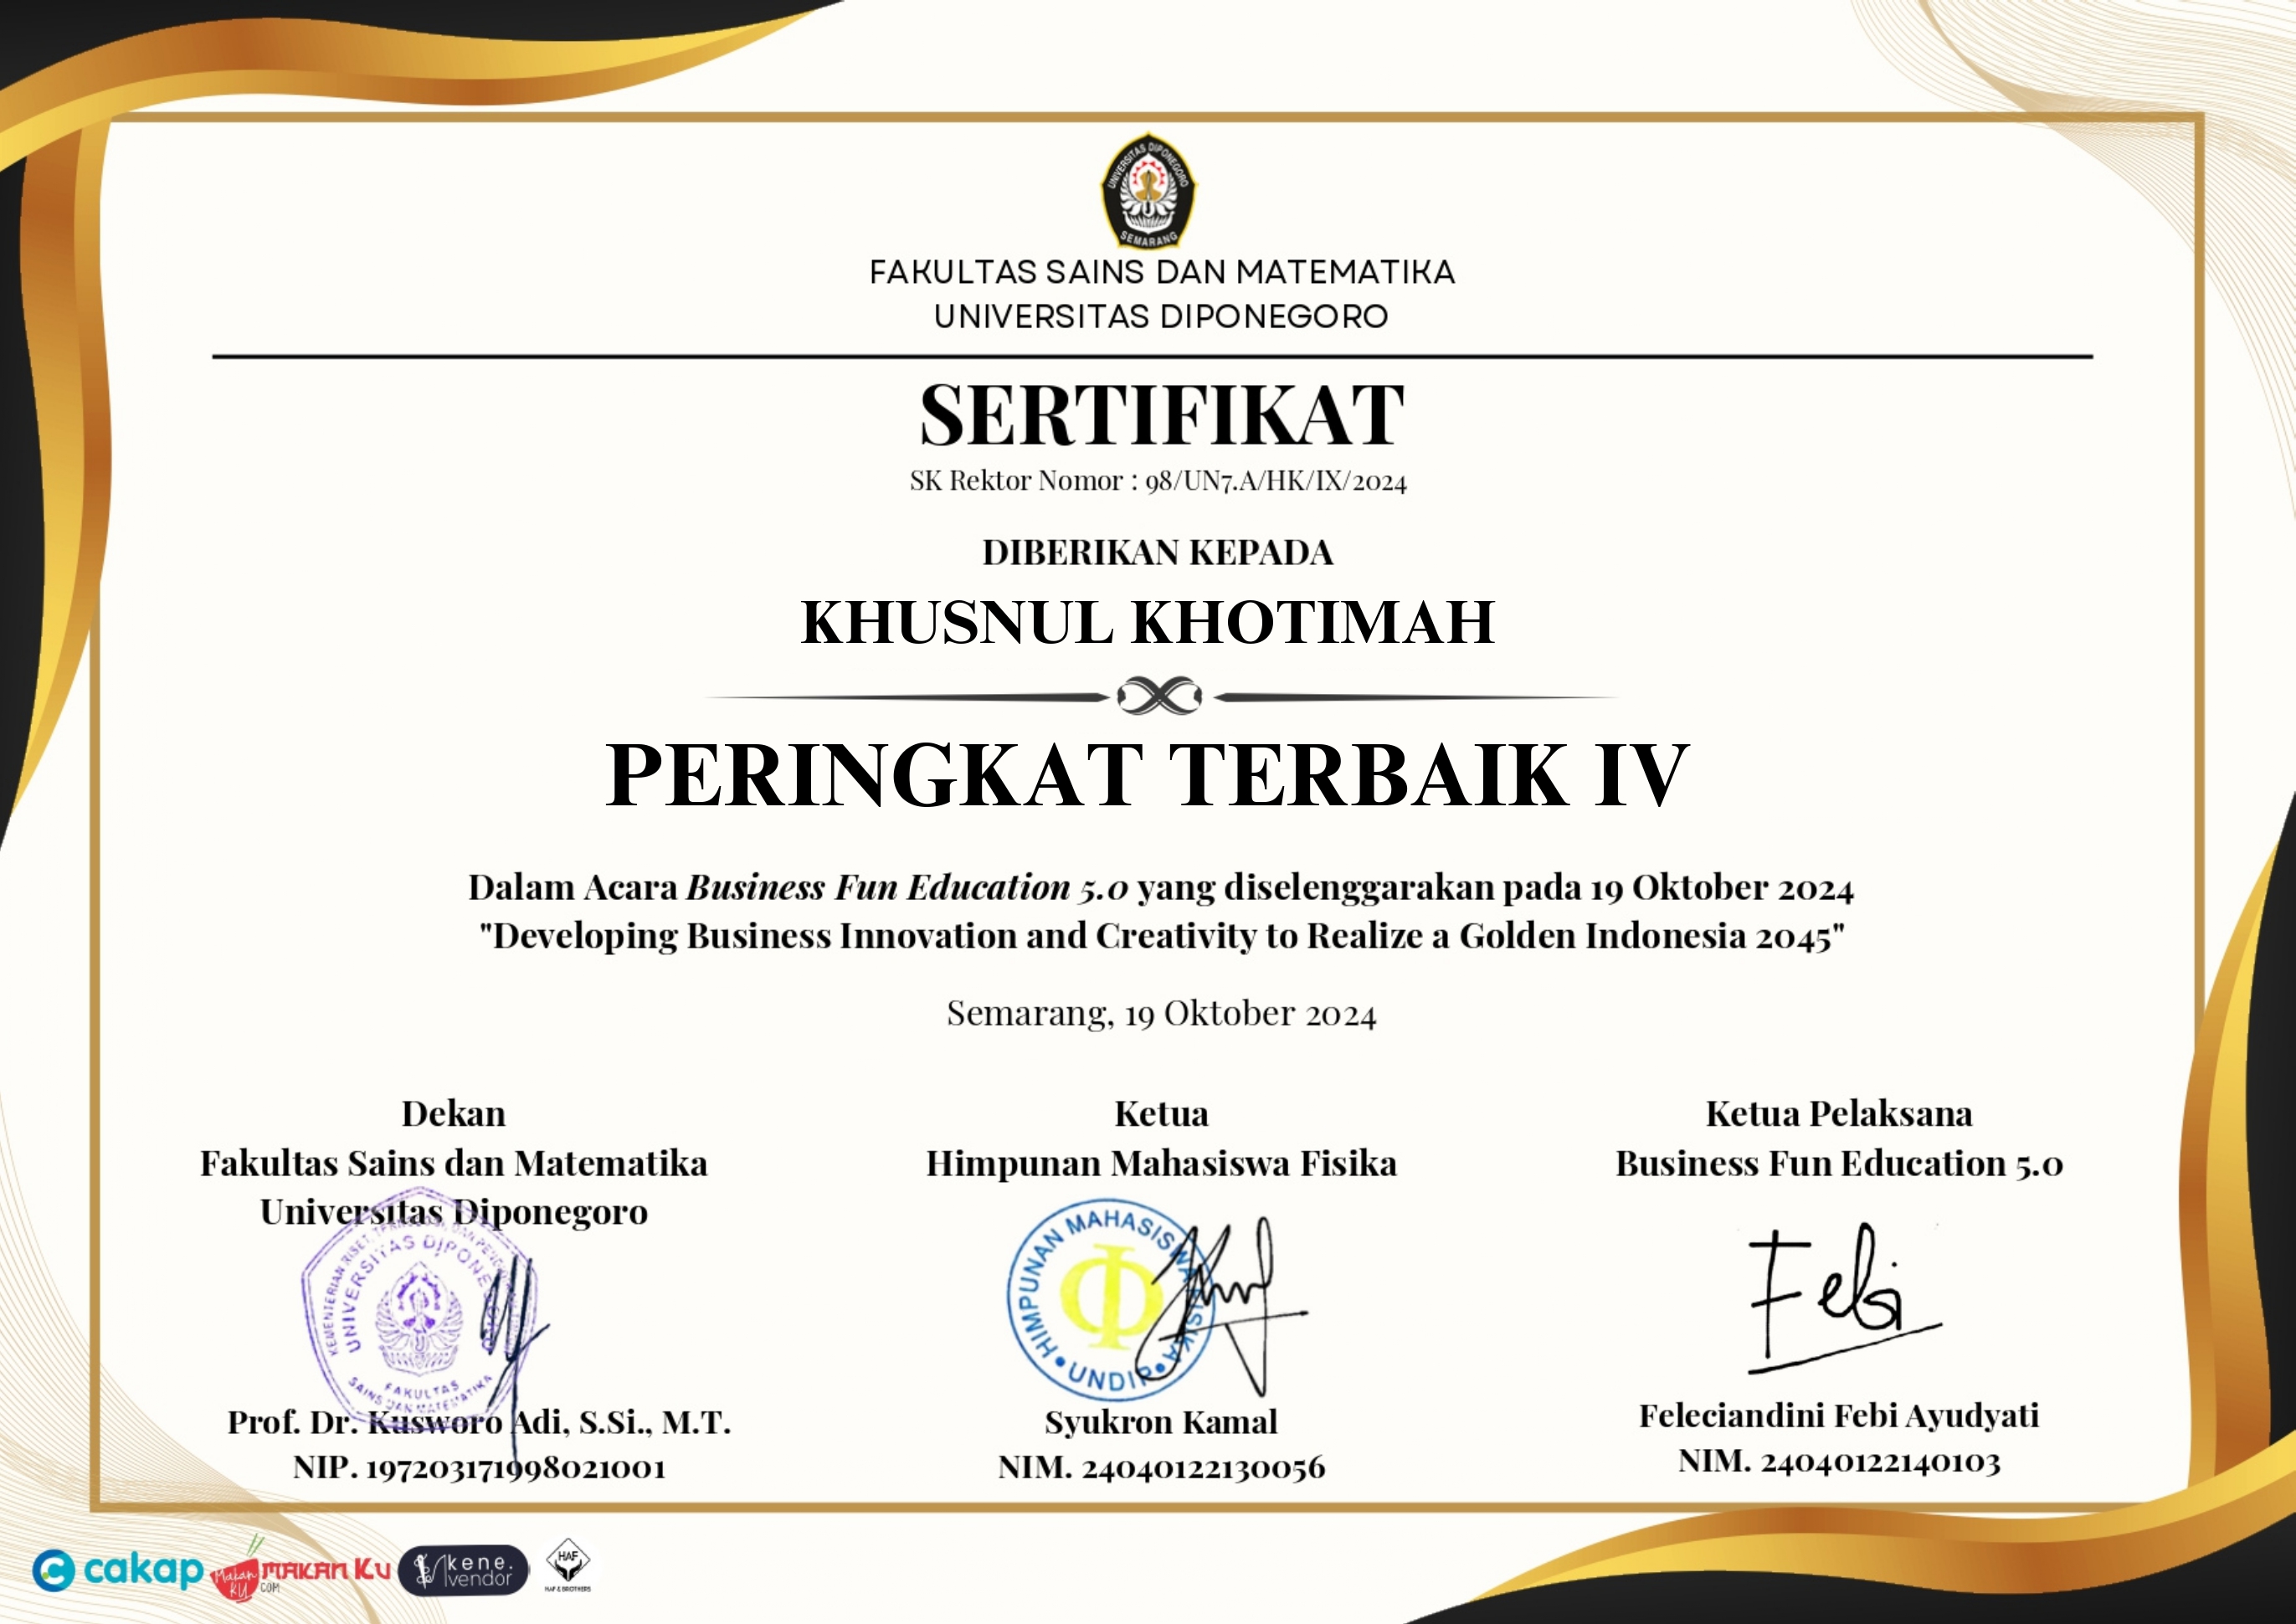 UNIVERSITAS DIPONEGORO
SEMARANG
FAKULTAS SAINS DAN MATEMATIKA
UNIVERSITAS DIPONEGORO
SERTIFIKAT
SK Rektor Nomor : 98/UN7.A/HK/IX/2024
DIBERIKAN KEPADA
KHUSNUL KHOTIMAH
PERINGKAT TERBAIK IV
Dalam Acara Business Fun Education 5.0 yang diselenggarakan pada 19 Oktober 2024
"Developing Business Innovation and Creativity to Realize a Golden Indonesia 2045"
Semarang, 19 Oktober 2024
Dekan
Fakultas Sains dan Matematika
Universitas Diponegoro
KEMENTERIAN RISET, 
UNIVERSITAS DIPONEGORO
FAKULTAS
SAINS DAN MATEMATIKA
Prof. Dr. Kusworo Adi, S.Si., M.T.
NIP. 197203171998021001
Ketua
Himpunan Mahasiswa Fisika
HIMPUNAN MAHASISWA FISIKA
Φ
UNDIP
Syukron Kamal
NIM. 24040122130056
Ketua Pelaksana
Business Fun Education 5.0
Febi
Feleciandini Febi Ayudyati
NIM. 24040122140103
cakap
Makan KU
MAKAN KU
.COM
kene.
vendor
HAF
HAF & BROTHERS